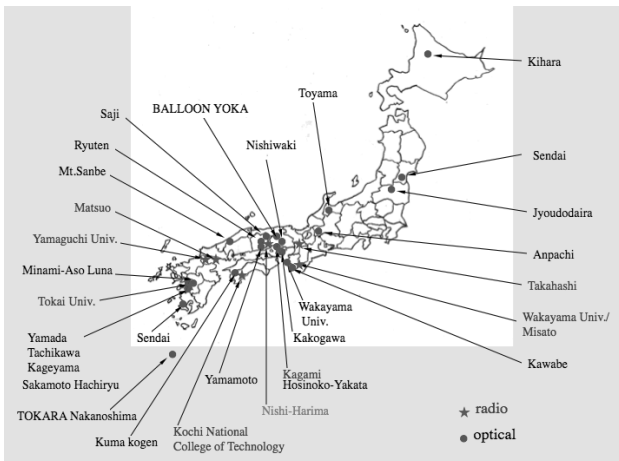 Kihara
Toyama
BALLOON YOKA
Saji
Nishiwaki
Ryuten
Sendai
Mt.Sanbe
Matsuo
Jyoudodaira
Yamaguchi Univ.
Anpachi
Minami-Aso Luna
Takahashi
Tokai Univ.
Wakayama
Univ.
Wakayama Univ./
Misato
Yamada
Tachikawa
Kageyama
Sakamoto Hachiryu
Sendai
Kakogawa
Kawabe
Yamamoto
Kagami
Hosinoko-Yakata
TOKARA Nakanoshima
Nishi-Harima
radio
Kuma kogen
Kochi National
College of Technology
optical